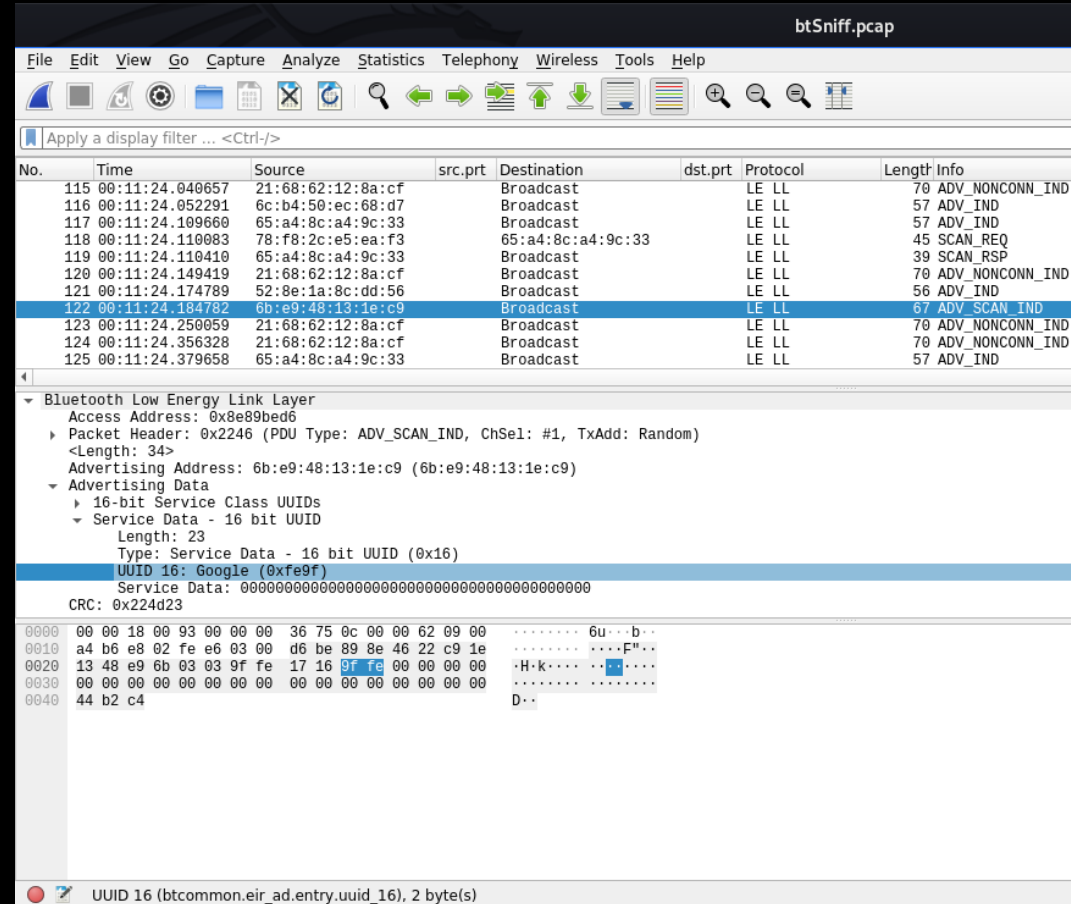 btSniff.pcap
File Edit View Go Capture Analyze Statistics Telephony Wireless Tools Help
Apply a display filter ... <Ctrl-/>
No. Time Source src.prt Destination dst.prt Protocol Length Info
115 00:11:24.040657 21:68:62:12:8a:cf Broadcast LE LL 70 ADV_NONCONN_IND
116 00:11:24.052291 6c:b4:50:ec:68:d7 Broadcast LE LL 57 ADV_IND
117 00:11:24.109660 65:a4:8c:a4:9c:33 Broadcast LE LL 57 ADV_IND
118 00:11:24.110083 78:f8:2c:e5:ea:f3 65:a4:8c:a4:9c:33 LE LL 45 SCAN_REQ
119 00:11:24.110410 65:a4:8c:a4:9c:33 Broadcast LE LL 39 SCAN_RSP
120 00:11:24.149419 21:68:62:12:8a:cf Broadcast LE LL 70 ADV_NONCONN_IND
121 00:11:24.174789 52:8e:1a:8c:dd:56 Broadcast LE LL 56 ADV_IND
122 00:11:24.184782 6b:e9:48:13:1e:c9 Broadcast LE LL 67 ADV_SCAN_IND
123 00:11:24.250059 21:68:62:12:8a:cf Broadcast LE LL 70 ADV_NONCONN_IND
124 00:11:24.356328 21:68:62:12:8a:cf Broadcast LE LL 70 ADV_NONCONN_IND
125 00:11:24.379658 65:a4:8c:a4:9c:33 Broadcast LE LL 57 ADV_IND
Bluetooth Low Energy Link Layer
Access Address: 0x8e89bed6
Packet Header: 0x2246 (PDU Type: ADV_SCAN_IND, ChSel: #1, TxAdd: Random)
<Length: 34>
Advertising Address: 6b:e9:48:13:1e:c9 (6b:e9:48:13:1e:c9)
Advertising Data
16-bit Service Class UUIDs
Service Data - 16 bit UUID
Length: 23
Type: Service Data - 16 bit UUID (0x16)
UUID 16: Google (0xfe9f)
Service Data: 0000000000000000000000000000000000000000
CRC: 0x224d23
0000 00 00 18 00 93 00 00 00 36 75 0c 00 00 62 09 00 ········ 6u···b··
0010 a4 b6 e8 02 fe e6 03 00 d6 be 89 8e 46 22 c9 1e ········ ····F"··
0020 13 48 e9 6b 03 03 9f fe 17 16 9f fe 00 00 00 00 ·H·k···· ········
0030 00 00 00 00 00 00 00 00 00 00 00 00 00 00 00 00 ········ ········
0040 44 b2 c4 D··
UUID 16 (btcommon.eir_ad.entry.uuid_16), 2 byte(s)